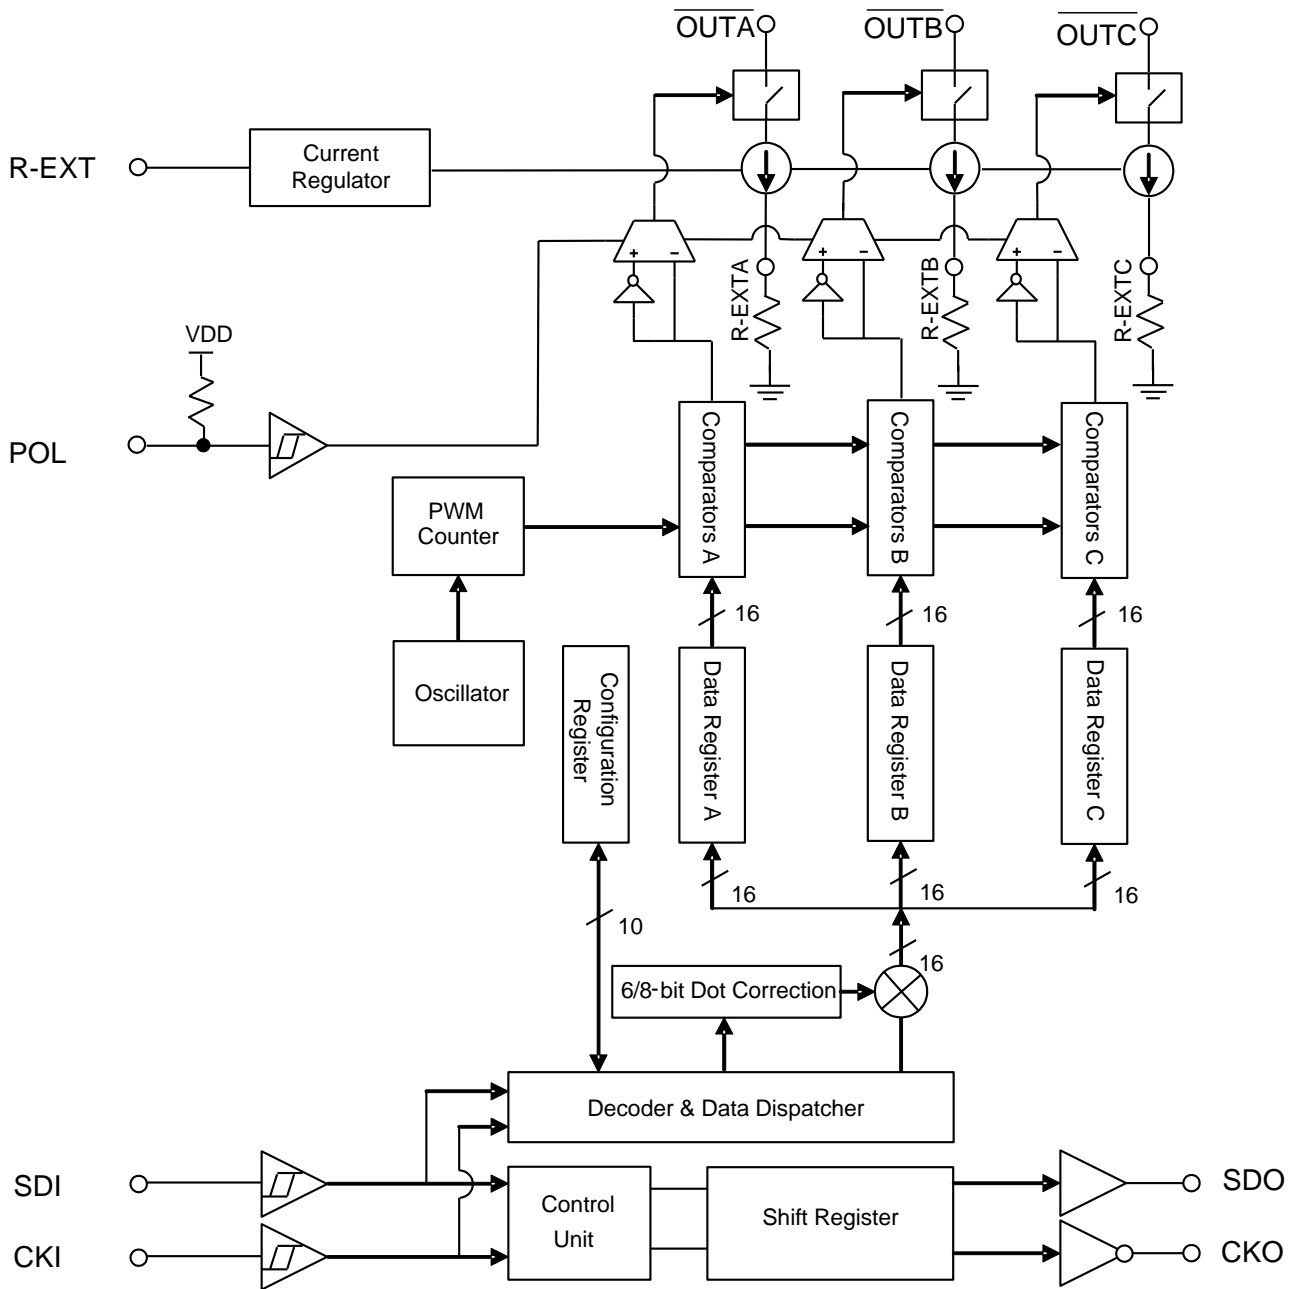 OUTA
OUTB
OUTC
R-EXT
Current
Regulator
+
-
+
-
+
-
R-EXTA
R-EXTB
R-EXTC
VDD
POL
Comparators A
Comparators B
Comparators C
PWM
Counter
16
16
16
Oscillator
Configuration
Register
Data Register A
Data Register B
Data Register C
16
16
16
10
16
6/8-bit Dot Correction
Decoder & Data Dispatcher
SDI
Control
Unit
Shift Register
SDO
CKI
CKO